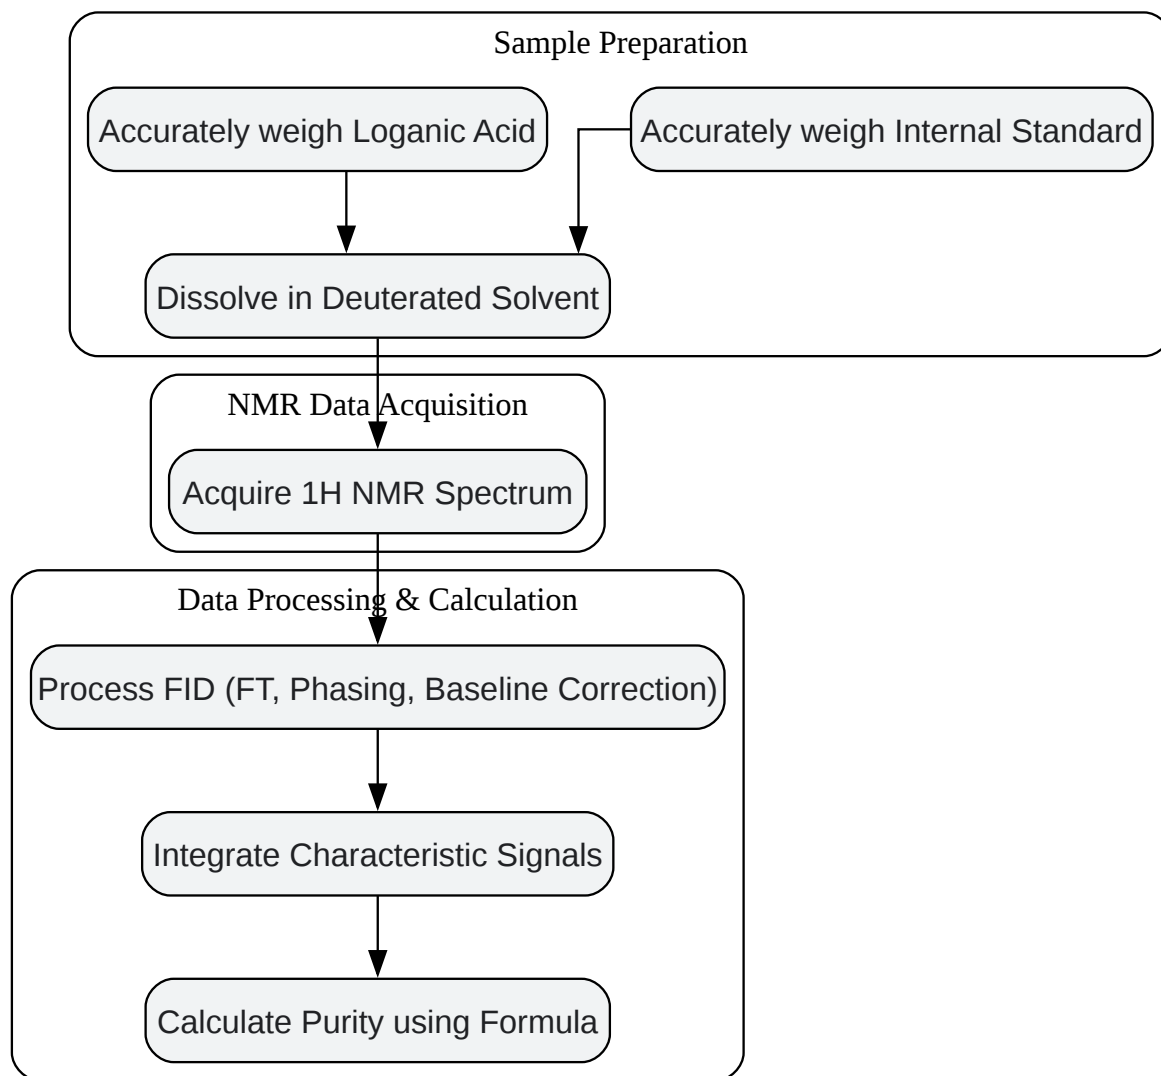 Sample Preparation
Accurately weigh Loganic Acid
Accurately weigh Internal Standard
Dissolve in Deuterated Solvent
NMR Data Acquisition
Acquire 1H NMR Spectrum
Data Processing & Calculation
Process FID (FT, Phasing, Baseline Correction)
Integrate Characteristic Signals
Calculate Purity using Formula